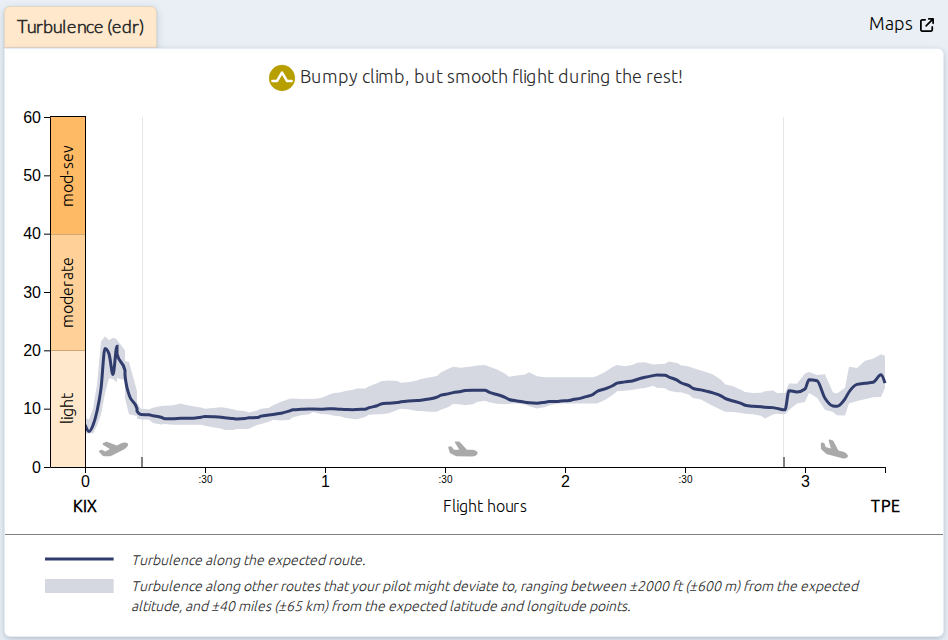 Turbulence (edr)
Maps
Bumpy climb, but smooth flight during the rest!
60
50
40
30
20
10
0
mod-sev
moderate
light
0 :30 1 :30 2 :30 3
KIX Flight hours TPE
Turbulence along the expected route.
Turbulence along other routes that your pilot might deviate to, ranging between ±2000 ft (±600 m) from the expected
altitude, and ±40 miles (±65 km) from the expected latitude and longitude points.